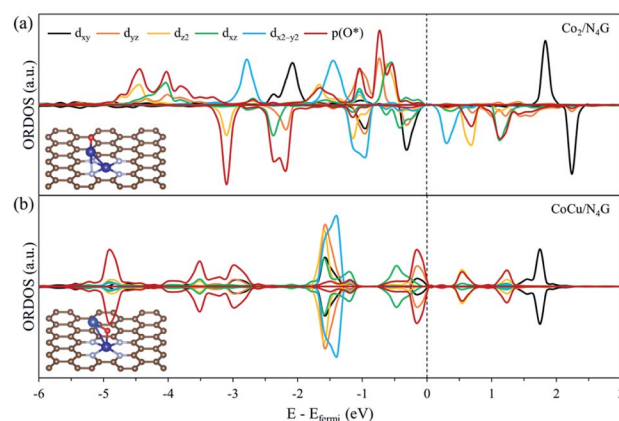 (a)
d_xy d_yz d_z2 d_xz d_x2-y2 p(O*)
Co₂/N₄G
ORDOS (a.u.)
(b)
CoCu/N₄G
ORDOS (a.u.)
-6 -5 -4 -3 -2 -1 0 1 2 3
E - E_fermi (eV)